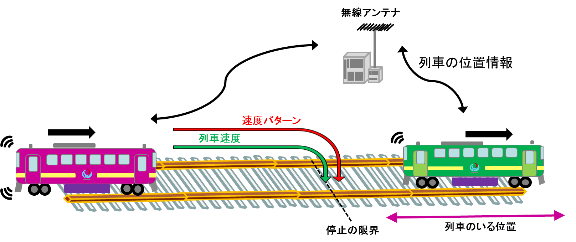 無線アンテナ
列車の位置情報
速度パターン
列車速度
停止の限界
列車のいる位置